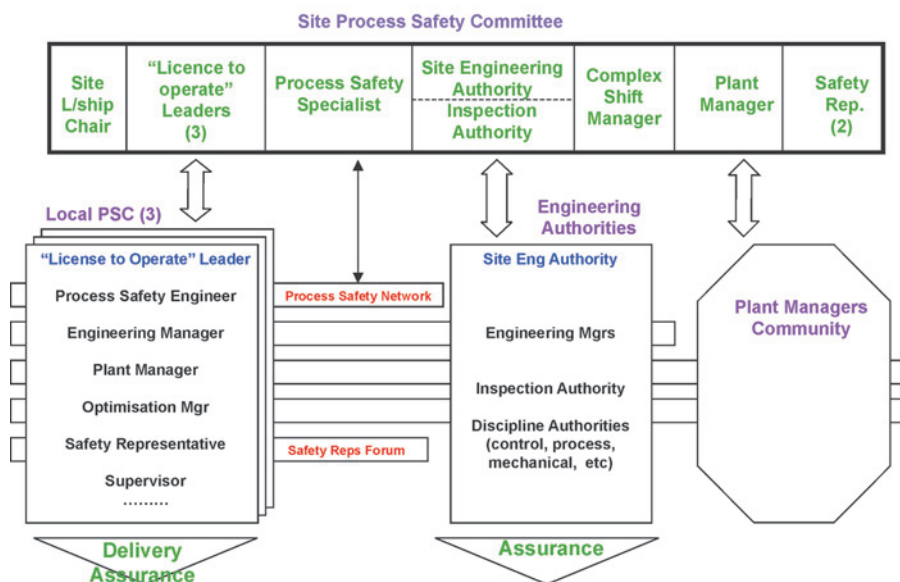 Site Process Safety Committee
Site
L/ship
Chair
“Licence to
operate”
Leaders
(3)
Process Safety
Specialist
Site Engineering
Authority
Inspection
Authority
Complex
Shift
Manager
Plant
Manager
Safety
Rep.
(2)
Local PSC (3)
“License to Operate” Leader
Process Safety Engineer
Engineering Manager
Plant Manager
Optimisation Mgr
Safety Representative
Supervisor
.........
Delivery
Assurance
Process Safety Network
Safety Reps Forum
Engineering
Authorities
Site Eng Authority
Engineering Mgrs
Inspection Authority
Discipline Authorities
(control, process,
mechanical, etc)
Assurance
Plant Managers
Community